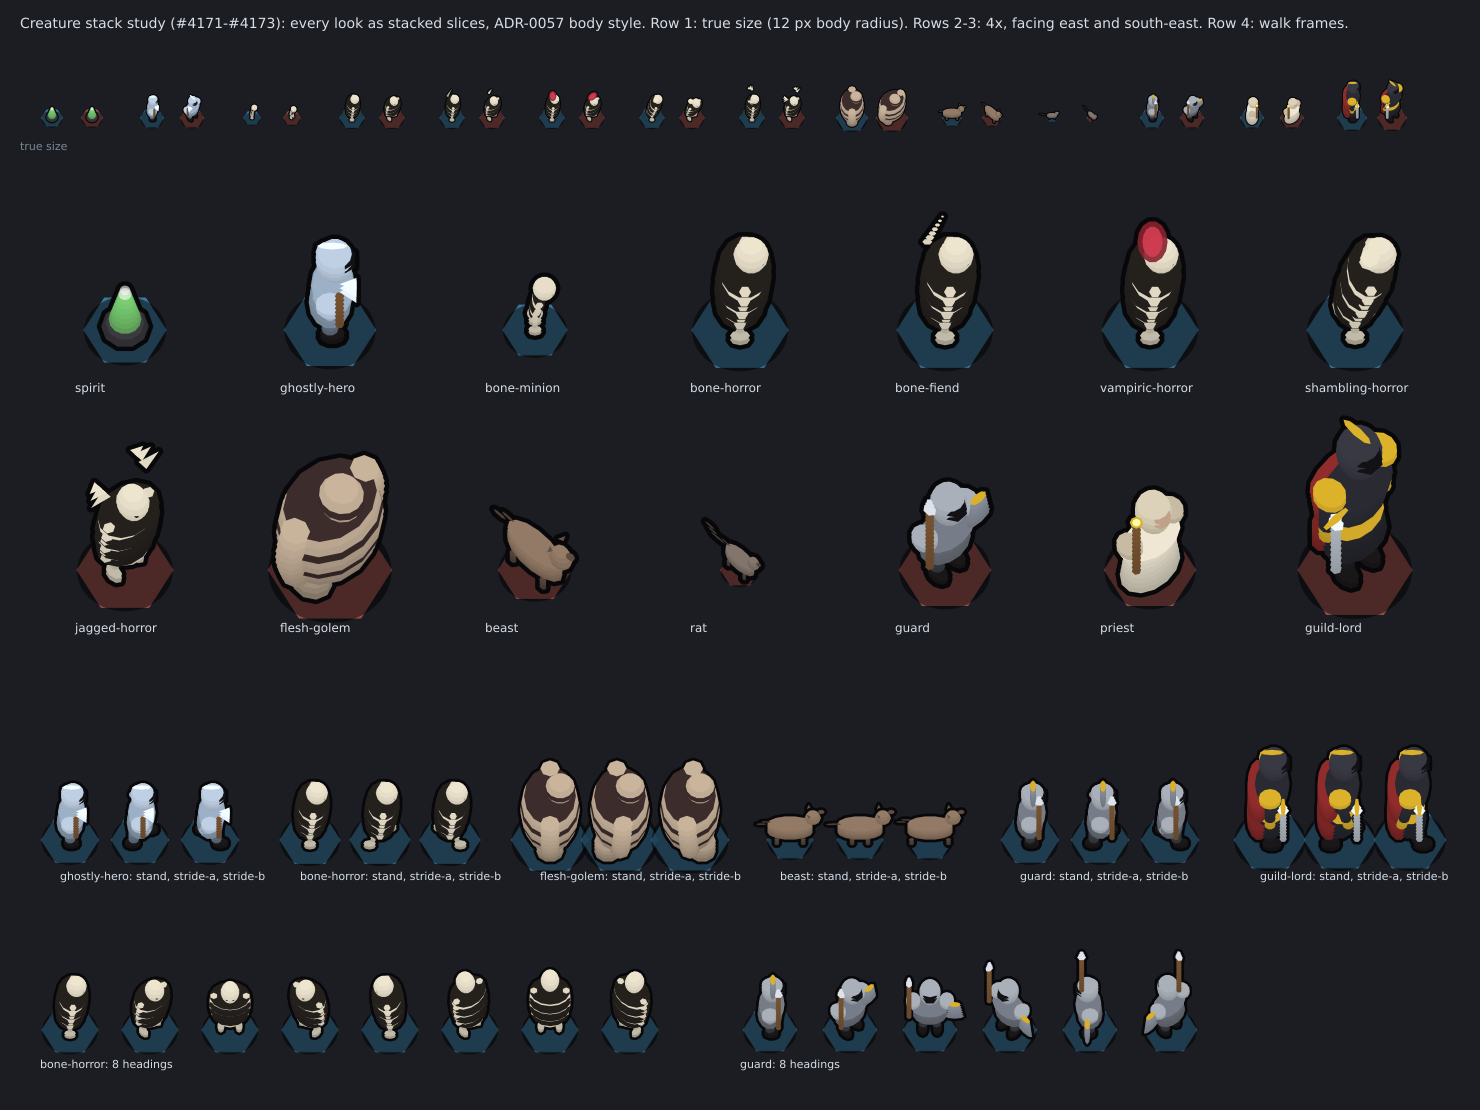 Creature stack study (#4171-#4173): every look as stacked slices, ADR-0057 body style. Row 1: true size (12 px body radius). Rows 2-3: 4x, facing east and south-east. Row 4: walk frames.
true size
spirit
ghostly-hero
bone-minion
bone-horror
bone-fiend
vampiric-horror
shambling-horror
jagged-horror
flesh-golem
beast
rat
guard
priest
guild-lord
ghostly-hero: stand, stride-a, stride-b
bone-horror: stand, stride-a, stride-b
flesh-golem: stand, stride-a, stride-b
beast: stand, stride-a, stride-b
guard: stand, stride-a, stride-b
guild-lord: stand, stride-a, stride-b
bone-horror: 8 headings
guard: 8 headings